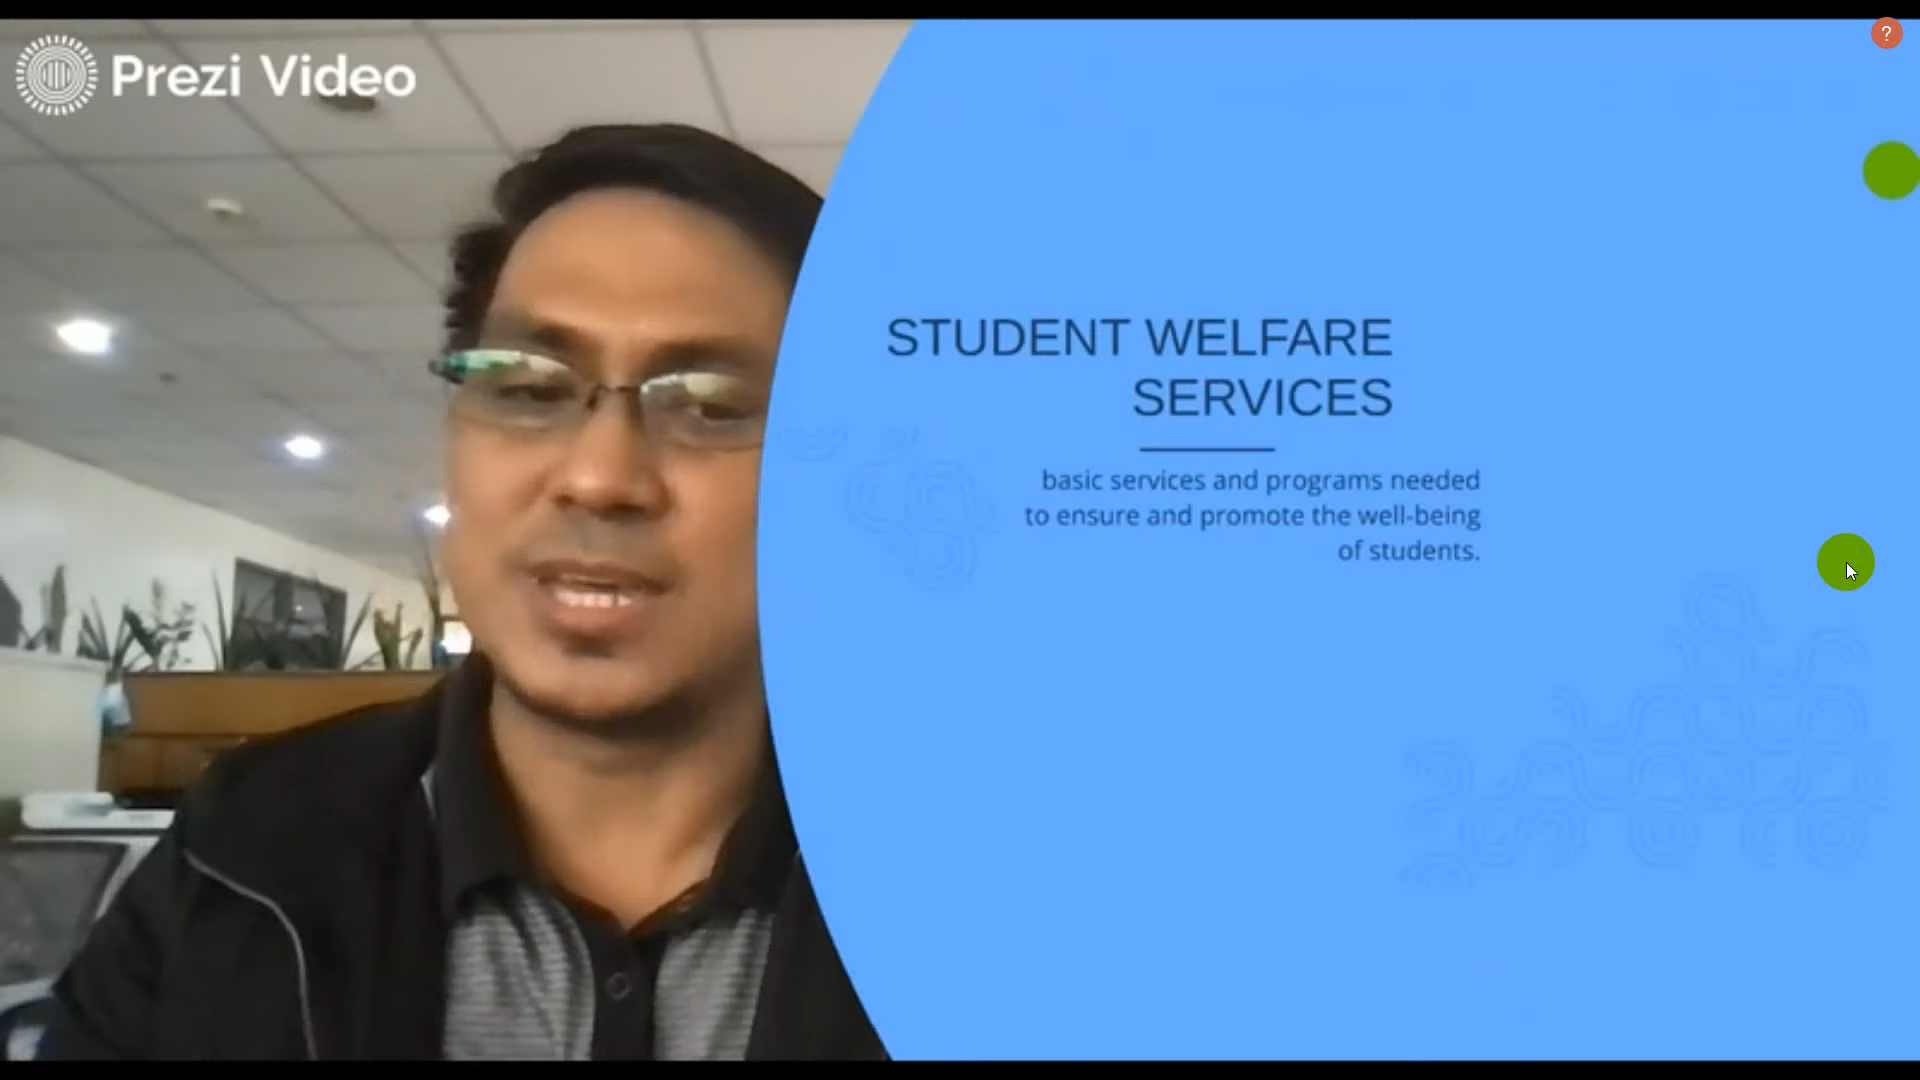 Prezi Video
?
STUDENT WELFARE
SERVICES
basic services and programs needed
to ensure and promote the well-being
of students.